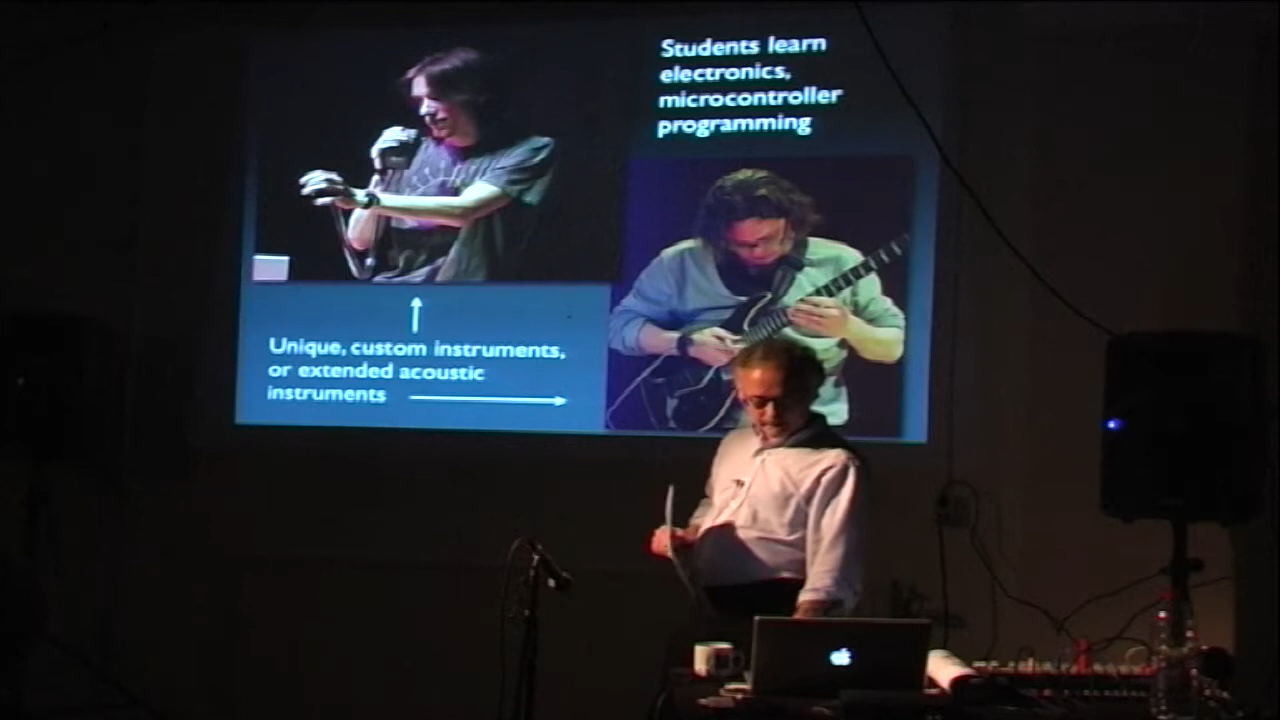 Students learn
electronics,
microcontroller
programming
Unique, custom instruments,
or extended acoustic
instruments